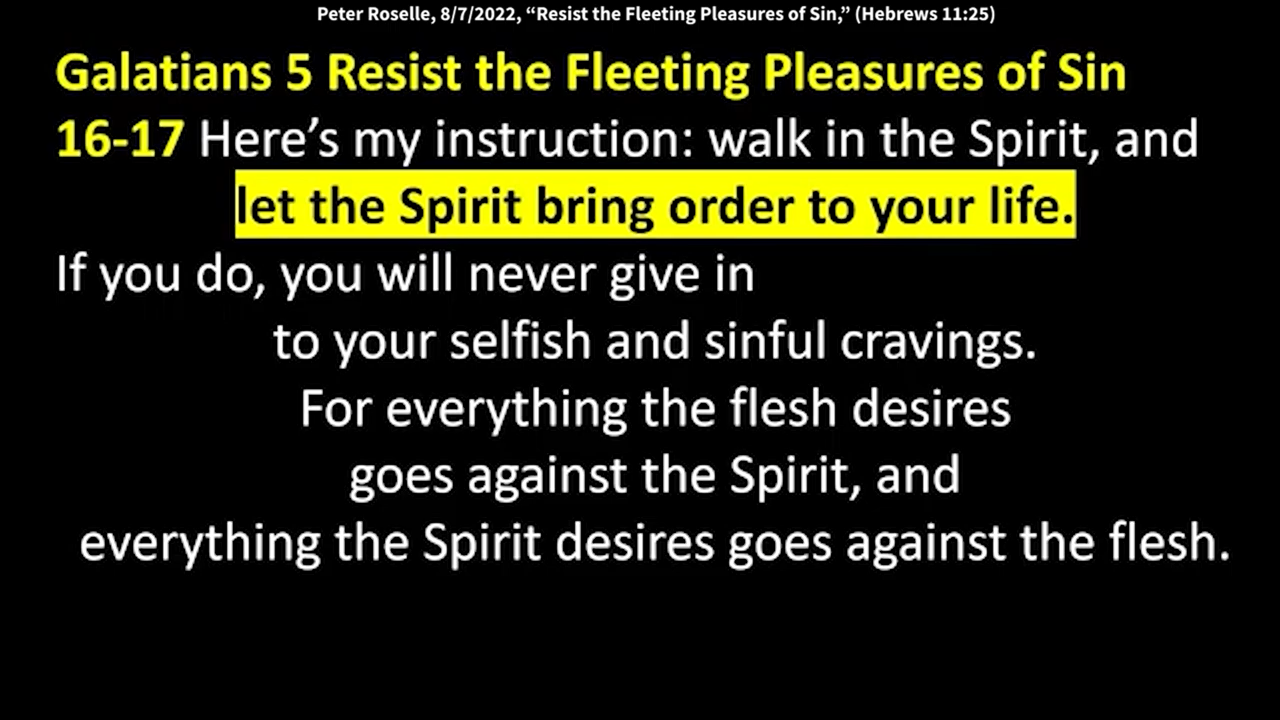 Peter Roselle, 8/7/2022, “Resist the Fleeting Pleasures of Sin,” (Hebrews 11:25)
Galatians 5 Resist the Fleeting Pleasures of Sin
16-17 Here’s my instruction: walk in the Spirit, and
let the Spirit bring order to your life.
If you do, you will never give in
to your selfish and sinful cravings.
For everything the flesh desires
goes against the Spirit, and
everything the Spirit desires goes against the flesh.